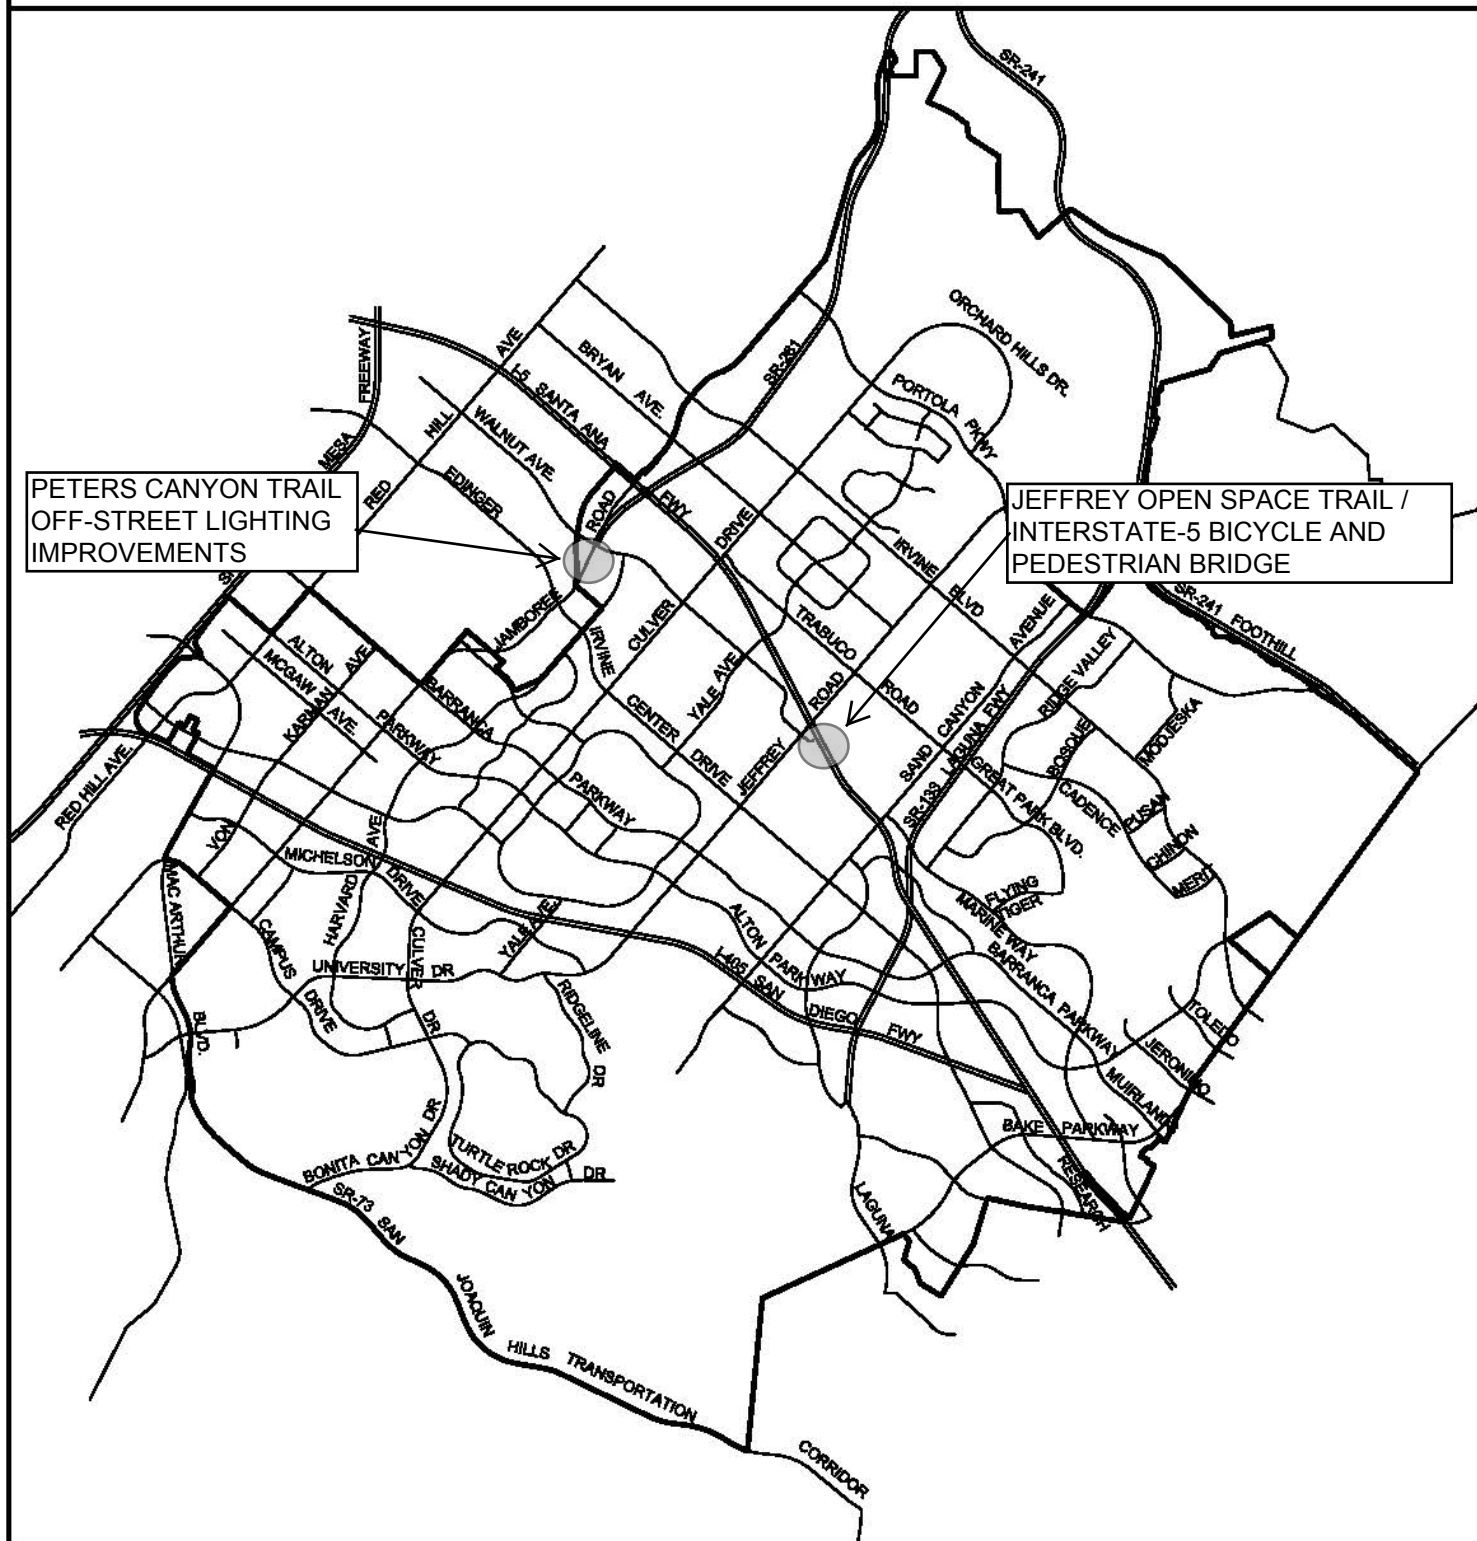 SR-241
ORCHARD HILLS DR.
SR-261
PORTOLA PKWY
FREEWAY
MESA
AVE
HILL
RED
BRYAN AVE.
I-5 SANTA ANA
FWY
WALNUT AVE.
EDINGER
ROAD
PETERS CANYON TRAIL
OFF-STREET LIGHTING
IMPROVEMENTS
JEFFREY OPEN SPACE TRAIL /
INTERSTATE-5 BICYCLE AND
PEDESTRIAN BRIDGE
DRIVE
CULVER
IRVINE BLVD
TRABUCO ROAD
AVENUE
SAND CANYON
SR-241 FOOTHILL
JAMBOREE
IRVINE
CENTER
DRIVE
YALE AVE
ROAD
JEFFREY
RIDGE VALLEY
SR-133 LAGUNA FWY
BOSQUE
MODJESKA
GREAT PARK BLVD.
CADENCE
PUSAN
CHINON
MERIT
ALTON
PARKWAY
MCGAW AVE.
VON KARMAN AVE
BARRANCA
PARKWAY
RED HILL AVE.
MICHELSON DRIVE
HARVARD AVE
MAC ARTHUR
BLVD.
CAMPUS
DRIVE
UNIVERSITY DR
CULVER
DR
YALE AVE
ALTON PARKWAY
I-405 SAN DIEGO FWY
FLYING
TIGER
MARINE WAY
BARRANCA PARKWAY
TOLEDO
JERONIMO
MUIRLANDS
RIDGELINE DR
BAKE PARKWAY
RESEARCH
LAGUNA
BONITA CANYON DR
TURTLE ROCK DR
SHADY CANYON DR
SR-73 SAN
JOAQUIN
HILLS TRANSPORTATION
CORRIDOR